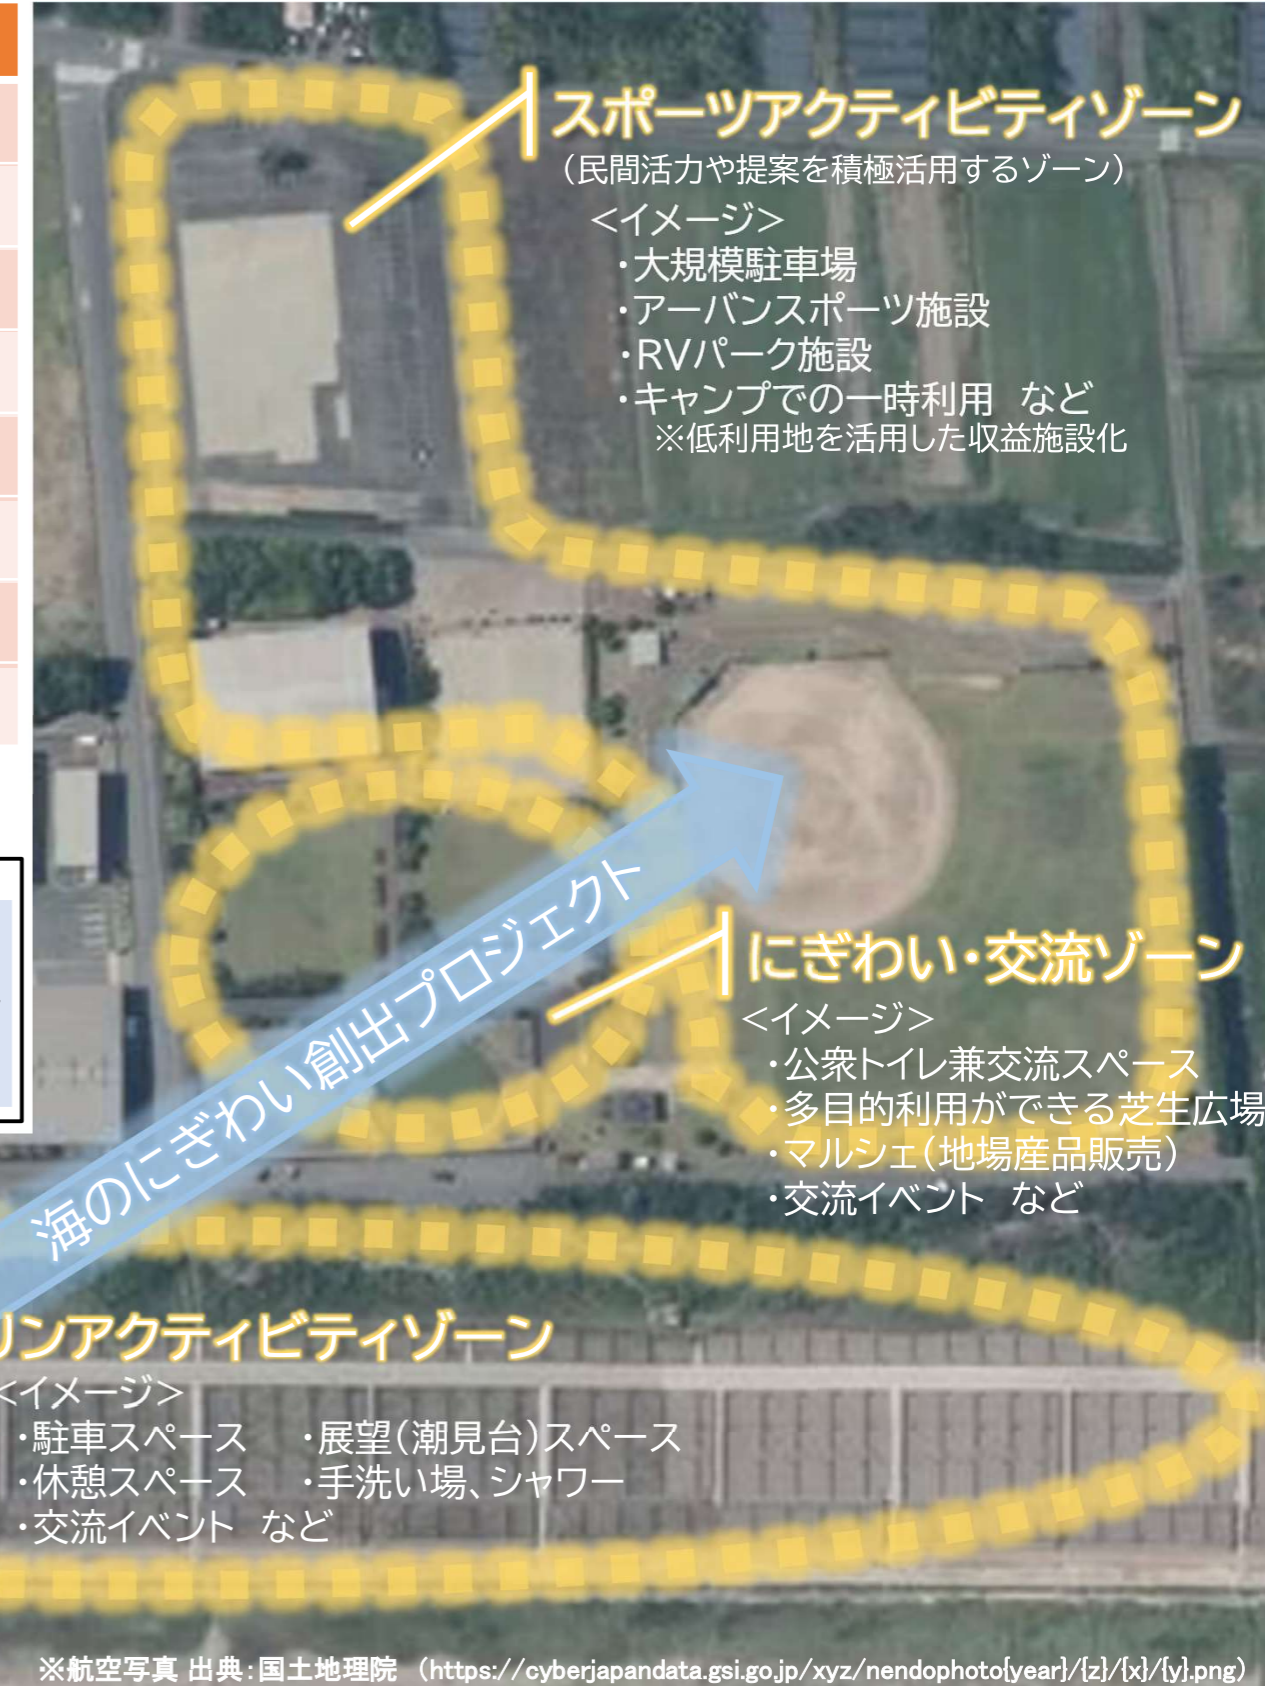 スポーツアクティビティゾーン
（民間活力や提案を積極活用するゾーン）
＜イメージ＞
・大規模駐車場
・アーバンスポーツ施設
・RVパーク施設
・キャンプでの一時利用　など
※低利用地を活用した収益施設化
海のにぎわい創出プロジェクト
にぎわい・交流ゾーン
＜イメージ＞
・公衆トイレ兼交流スペース
・多目的利用ができる芝生広場
・マルシェ（地場産品販売）
・交流イベント　など
リンアクティビティゾーン
＜イメージ＞
・駐車スペース　・展望（潮見台）スペース
・休憩スペース　・手洗い場、シャワー
・交流イベント　など
※航空写真 出典：国土地理院 （https://cyberjapandata.gsi.go.jp/xyz/nendophoto{year}/{z}/{x}/{y}.png）